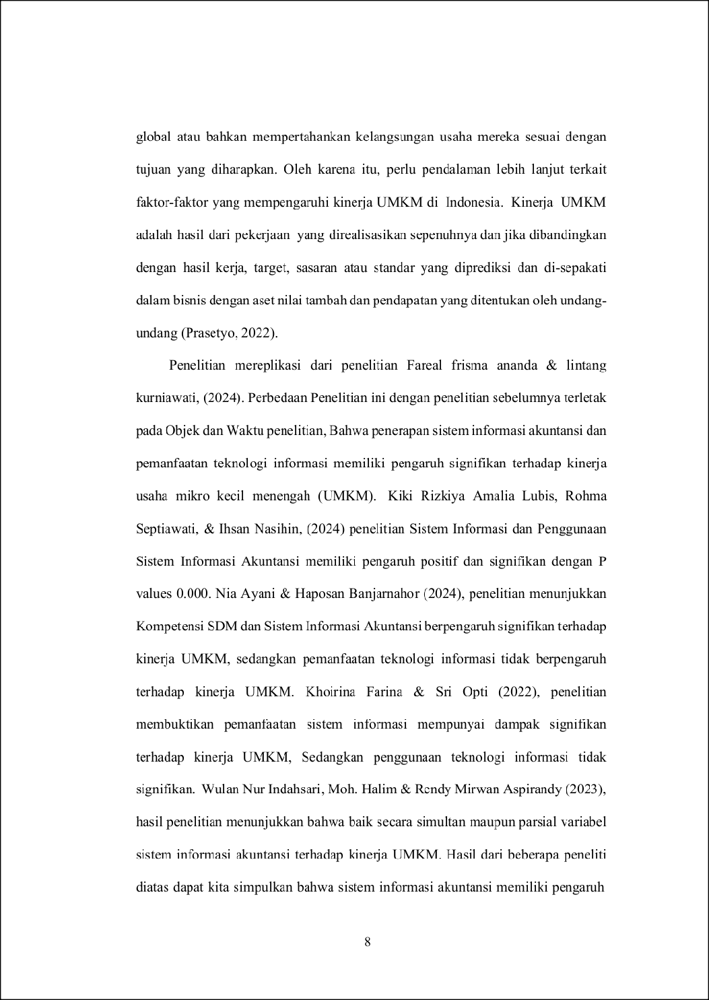 global atau bahkan mempertahankan kelangsungan usaha mereka sesuai dengan
tujuan yang diharapkan. Oleh karena itu, perlu pendalaman lebih lanjut terkait
faktor-faktor yang mempengaruhi kinerja UMKM di Indonesia. Kinerja UMKM
adalah hasil dari pekerjaan yang direalisasikan sepenuhnya dan jika dibandingkan
dengan hasil kerja, target, sasaran atau standar yang diprediksi dan di-sepakati
dalam bisnis dengan aset nilai tambah dan pendapatan yang ditentukan oleh undang-
undang (Prasetyo, 2022).
Penelitian mereplikasi dari penelitian Fareal frisma ananda & lintang
kurniawati, (2024). Perbedaan Penelitian ini dengan penelitian sebelumnya terletak
pada Objek dan Waktu penelitian, Bahwa penerapan sistem informasi akuntansi dan
pemanfaatan teknologi informasi memiliki pengaruh signifikan terhadap kinerja
usaha mikro kecil menengah (UMKM). Kiki Rizkiya Amalia Lubis, Rohma
Septiawati, & Ihsan Nasihin, (2024) penelitian Sistem Informasi dan Penggunaan
Sistem Informasi Akuntansi memiliki pengaruh positif dan signifikan dengan P
values 0.000. Nia Ayani & Haposan Banjarnahor (2024), penelitian menunjukkan
Kompetensi SDM dan Sistem Informasi Akuntansi berpengaruh signifikan terhadap
kinerja UMKM, sedangkan pemanfaatan teknologi informasi tidak berpengaruh
terhadap kinerja UMKM. Khoirina Farina & Sri Opti (2022), penelitian
membuktikan pemanfaatan sistem informasi mempunyai dampak signifikan
terhadap kinerja UMKM, Sedangkan penggunaan teknologi informasi tidak
signifikan. Wulan Nur Indahsari, Moh. Halim & Rendy Mirwan Aspirandy (2023),
hasil penelitian menunjukkan bahwa baik secara simultan maupun parsial variabel
sistem informasi akuntansi terhadap kinerja UMKM. Hasil dari beberapa peneliti
diatas dapat kita simpulkan bahwa sistem informasi akuntansi memiliki pengaruh
8